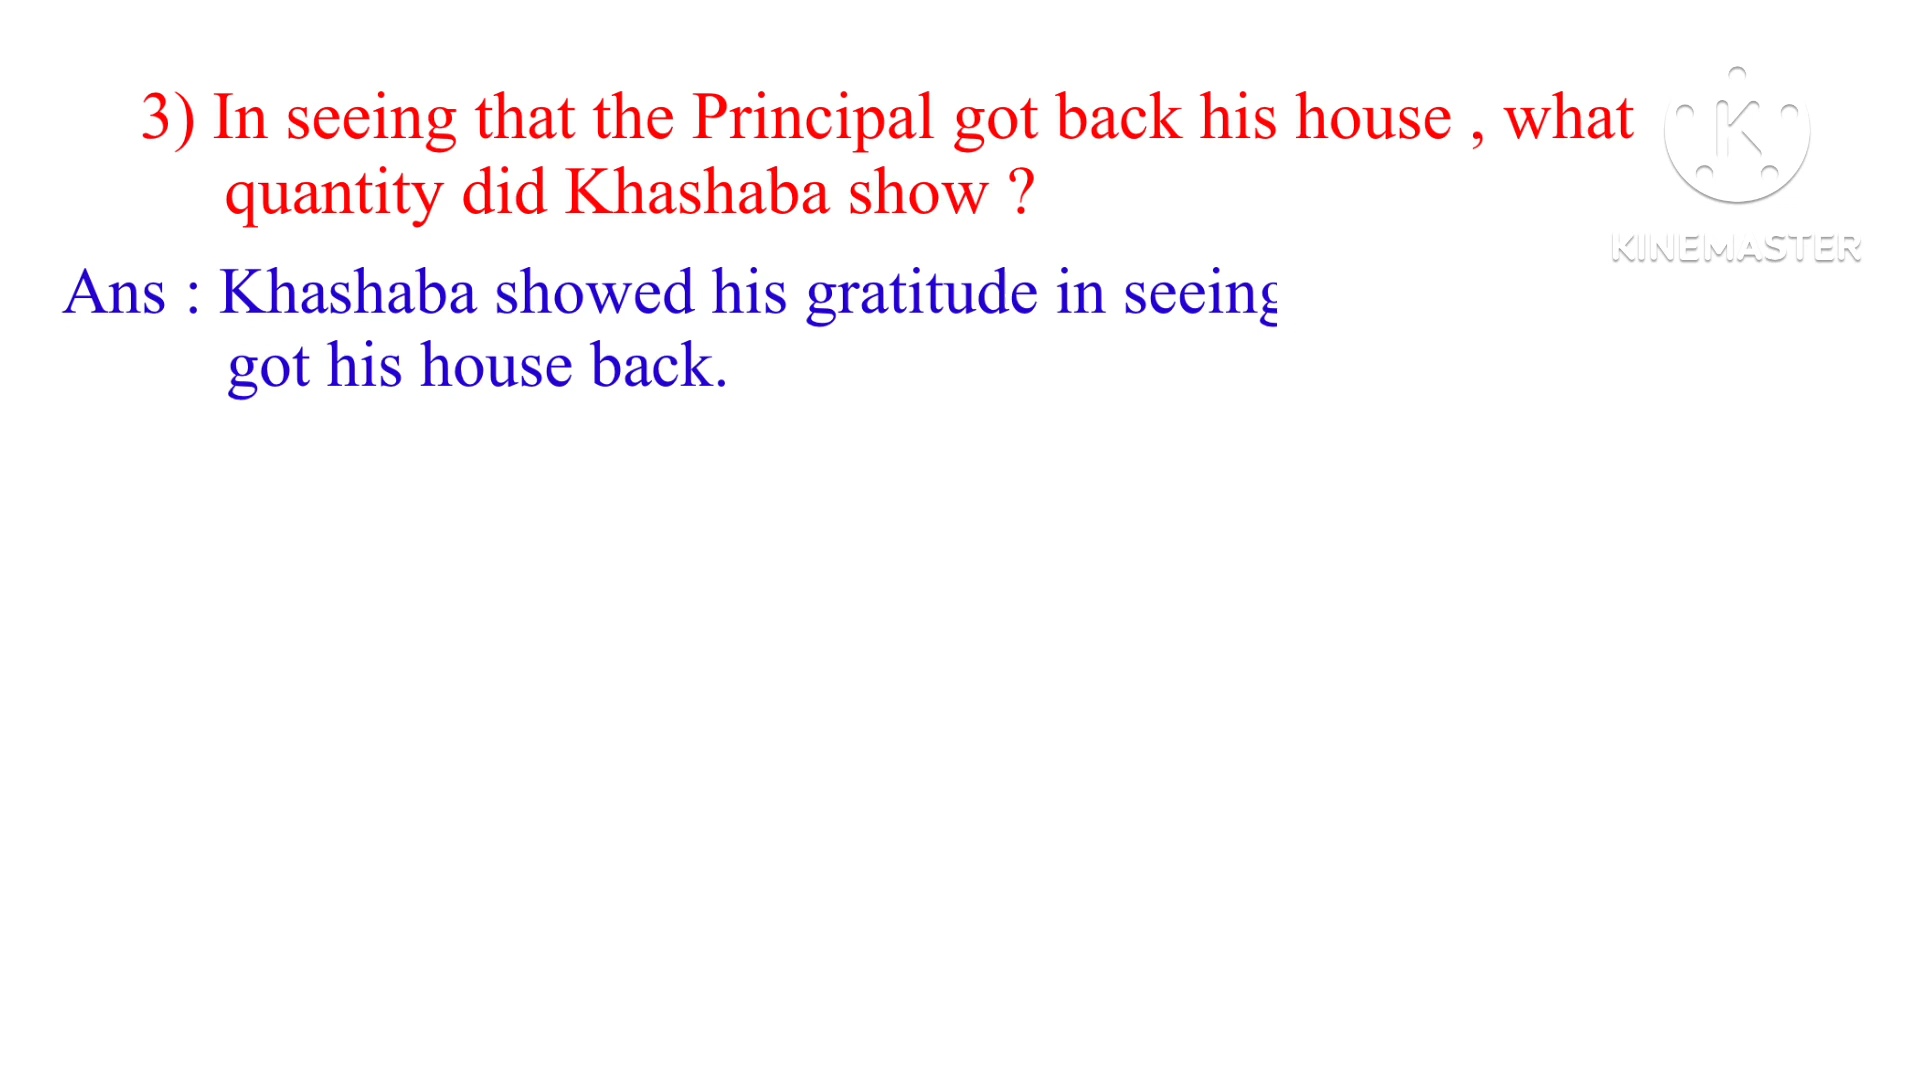 3) In seeing that the Principal got back his house , what
quantity did Khashaba show ?
Ans : Khashaba showed his gratitude in seeing
got his house back.
KINEMASTER